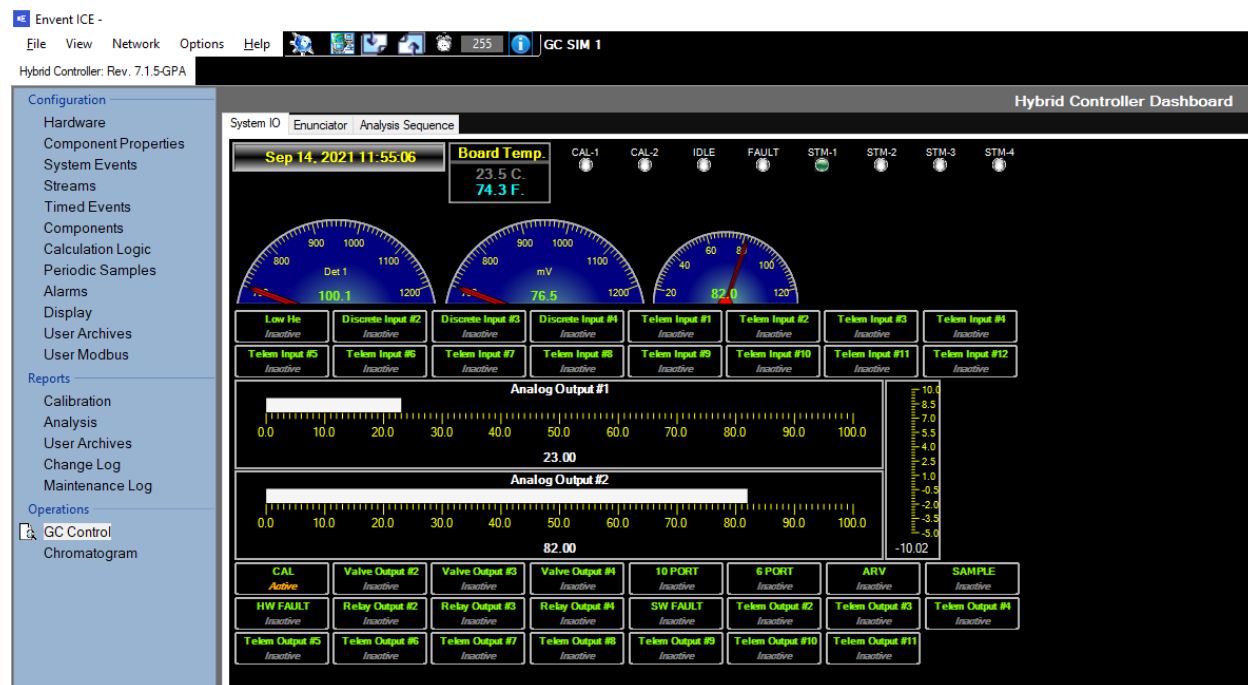 Envent ICE -
File View Network Options Help 255 GC SIM 1
Hybrid Controller: Rev. 7.1.5-GPA
Configuration
Hardware
Component Properties
System Events
Streams
Timed Events
Components
Calculation Logic
Periodic Samples
Alarms
Display
User Archives
User Modbus
Reports
Calibration
Analysis
User Archives
Change Log
Maintenance Log
Operations
GC Control
Chromatogram
Hybrid Controller Dashboard
System IO Enunciator Analysis Sequence
Sep 14, 2021 11:55:06
Board Temp.
23.5 C.
74.3 F.
CAL-1 CAL-2 IDLE FAULT STM-1 STM-2 STM-3 STM-4
800 900 1000 1100 1200
Det 1
100.1
800 900 1000 1100 1200
mV
76.5
20 40 60 80 100 120
82.0
Low He Discrete Input #2 Discrete Input #3 Discrete Input #4 Telem Input #1 Telem Input #2 Telem Input #3 Telem Input #4
Inactive Inactive Inactive Inactive Inactive Inactive Inactive Inactive
Telem Input #5 Telem Input #6 Telem Input #7 Telem Input #8 Telem Input #9 Telem Input #10 Telem Input #11 Telem Input #12
Inactive Inactive Inactive Inactive Inactive Inactive Inactive Inactive
Analog Output #1
0.0 10.0 20.0 30.0 40.0 50.0 60.0 70.0 80.0 90.0 100.0
23.00
Analog Output #2
0.0 10.0 20.0 30.0 40.0 50.0 60.0 70.0 80.0 90.0 100.0
82.00
10.0
8.5
7.0
5.5
4.0
2.5
1.0
-0.5
-2.0
-3.5
-5.0
-10.02
CAL Valve Output #2 Valve Output #3 Valve Output #4 10 PORT 6 PORT ARV SAMPLE
Active Inactive Inactive Inactive Inactive Inactive Inactive Inactive
HW FAULT Relay Output #2 Relay Output #3 Relay Output #4 SW FAULT Telem Output #2 Telem Output #3 Telem Output #4
Inactive Inactive Inactive Inactive Inactive Inactive Inactive Inactive
Telem Output #5 Telem Output #6 Telem Output #7 Telem Output #8 Telem Output #9 Telem Output #10 Telem Output #11
Inactive Inactive Inactive Inactive Inactive Inactive Inactive